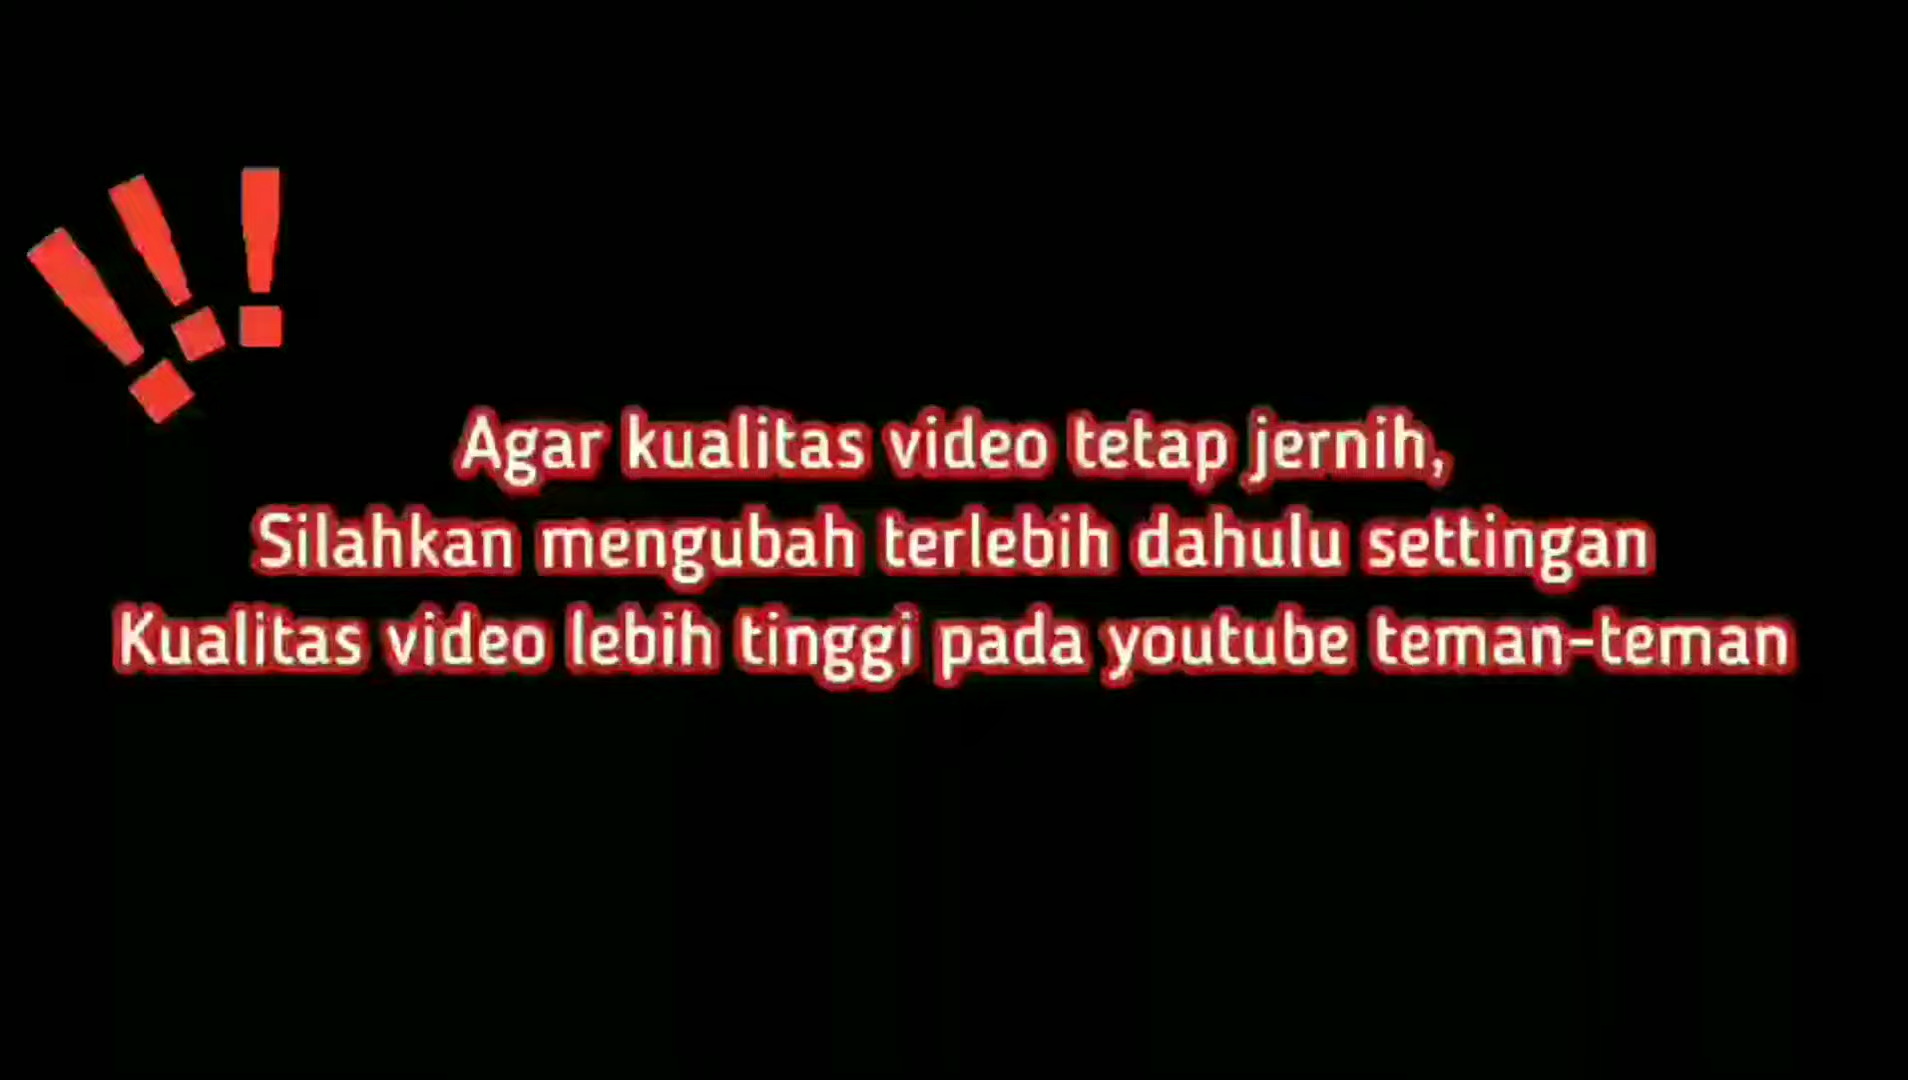 Agar kualitas video tetap jernih,
Silahkan mengubah terlebih dahulu settingan
Kualitas video lebih tinggi pada youtube teman-teman